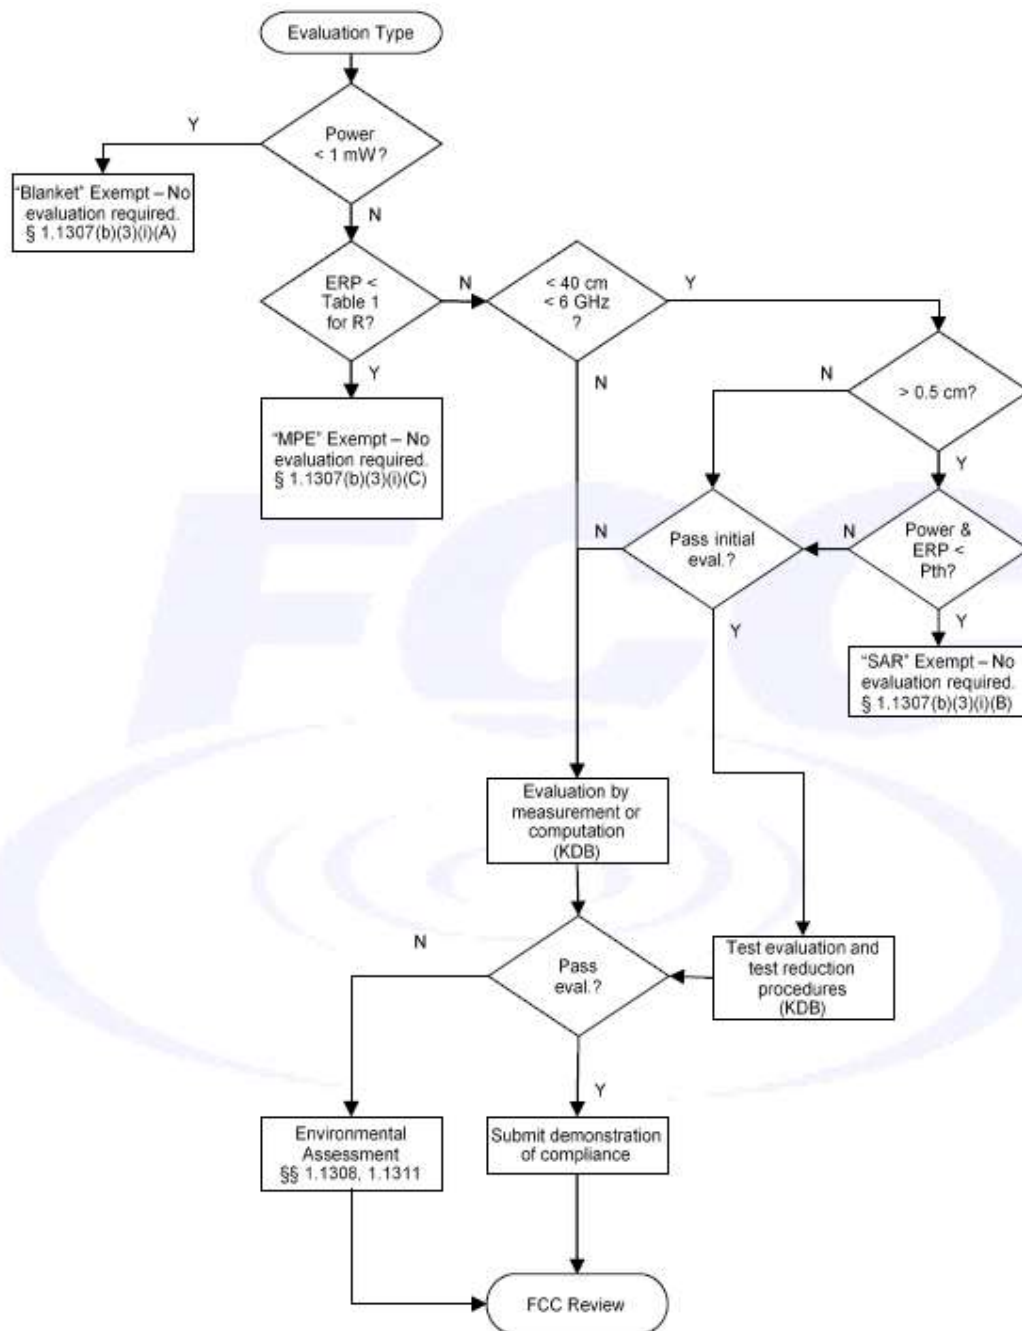 Evaluation Type
Y
Power
< 1 mW?
"Blanket" Exempt – No
evaluation required.
§ 1.1307(b)(3)(i)(A)
N
ERP <
Table 1
for R?
N
< 40 cm
< 6 GHz
?
Y
Y
N
N
> 0.5 cm?
"MPE" Exempt – No
evaluation required.
§ 1.1307(b)(3)(i)(C)
Y
N
Pass initial
eval.?
N
Power &
ERP <
Pth?
Y
Y
"SAR" Exempt – No
evaluation required.
§ 1.1307(b)(3)(i)(B)
FCC
Evaluation by
measurement or
computation
(KDB)
N
Pass
eval.?
Test evaluation and
test reduction
procedures
(KDB)
Y
Environmental
Assessment
§§ 1.1308, 1.1311
Submit demonstration
of compliance
FCC Review